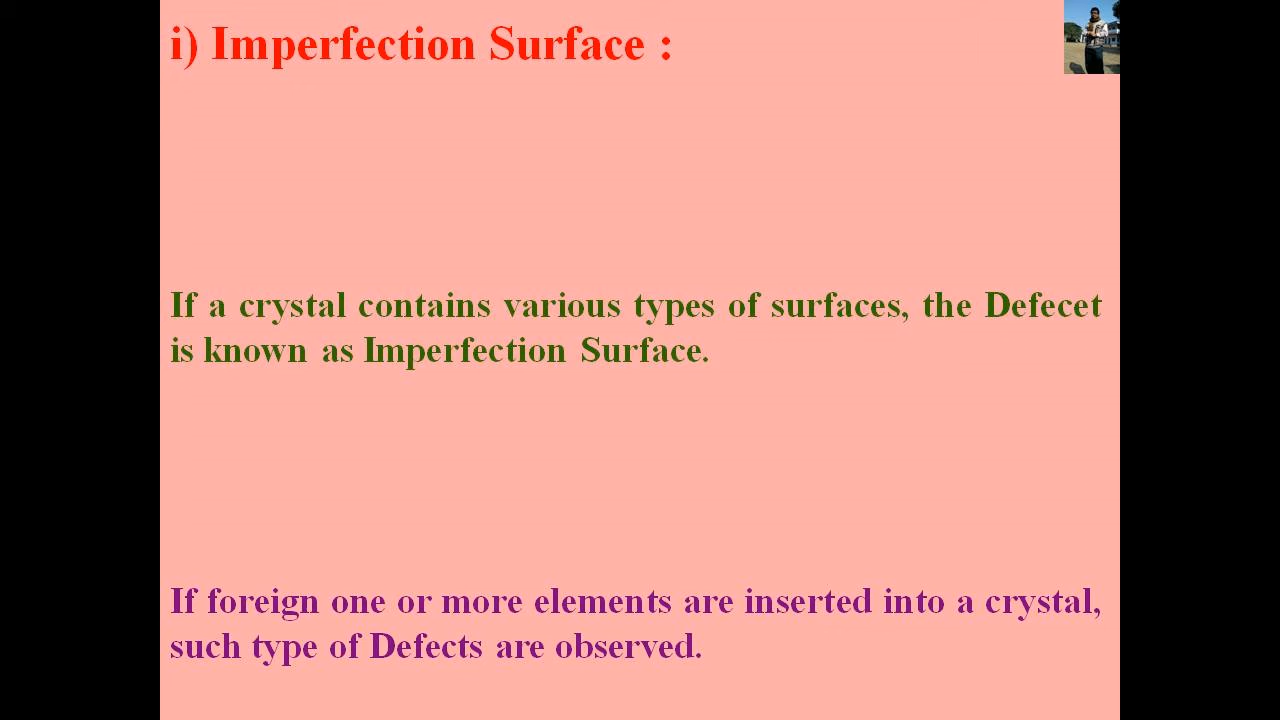 i) Imperfection Surface :
If a crystal contains various types of surfaces, the Defecet
is known as Imperfection Surface.
If foreign one or more elements are inserted into a crystal,
such type of Defects are observed.